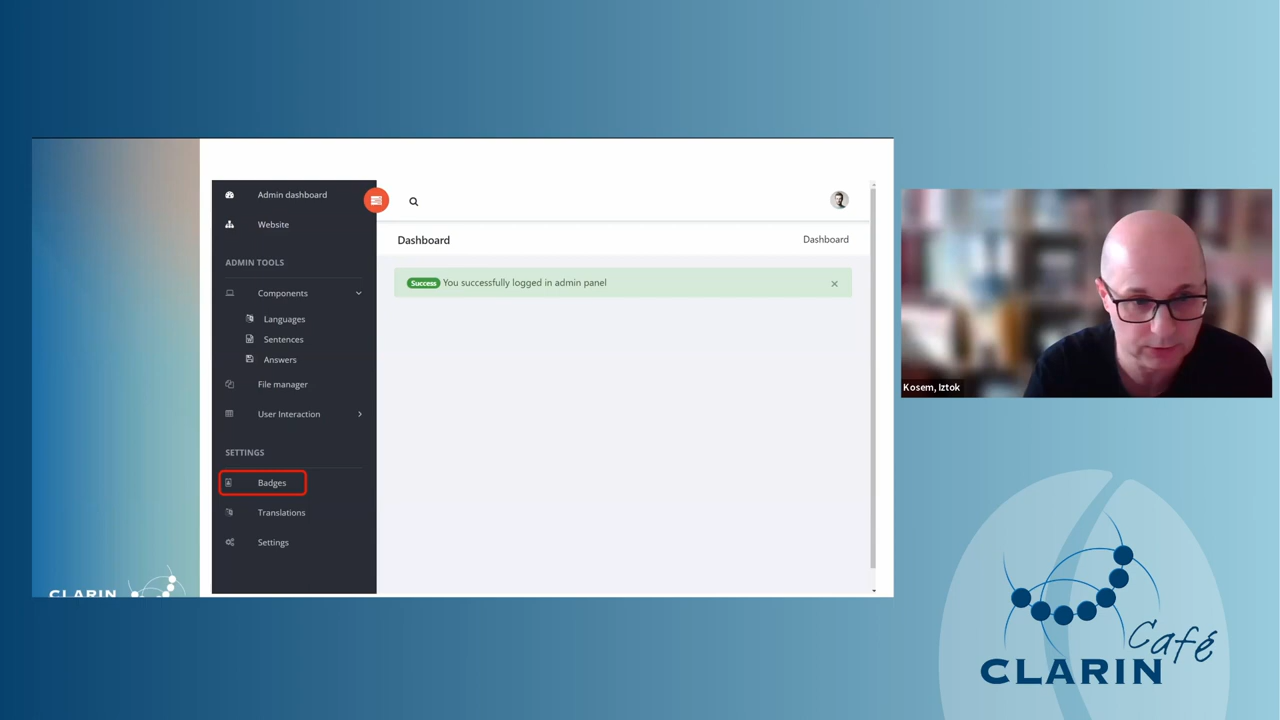 Admin dashboard
Website
ADMIN TOOLS
Components
Languages
Sentences
Answers
File manager
User Interaction
SETTINGS
Badges
Translations
Settings
Dashboard
Dashboard
Success You successfully logged in admin panel
×
CLARIN
Kosem, Iztok
Café
CLARIN